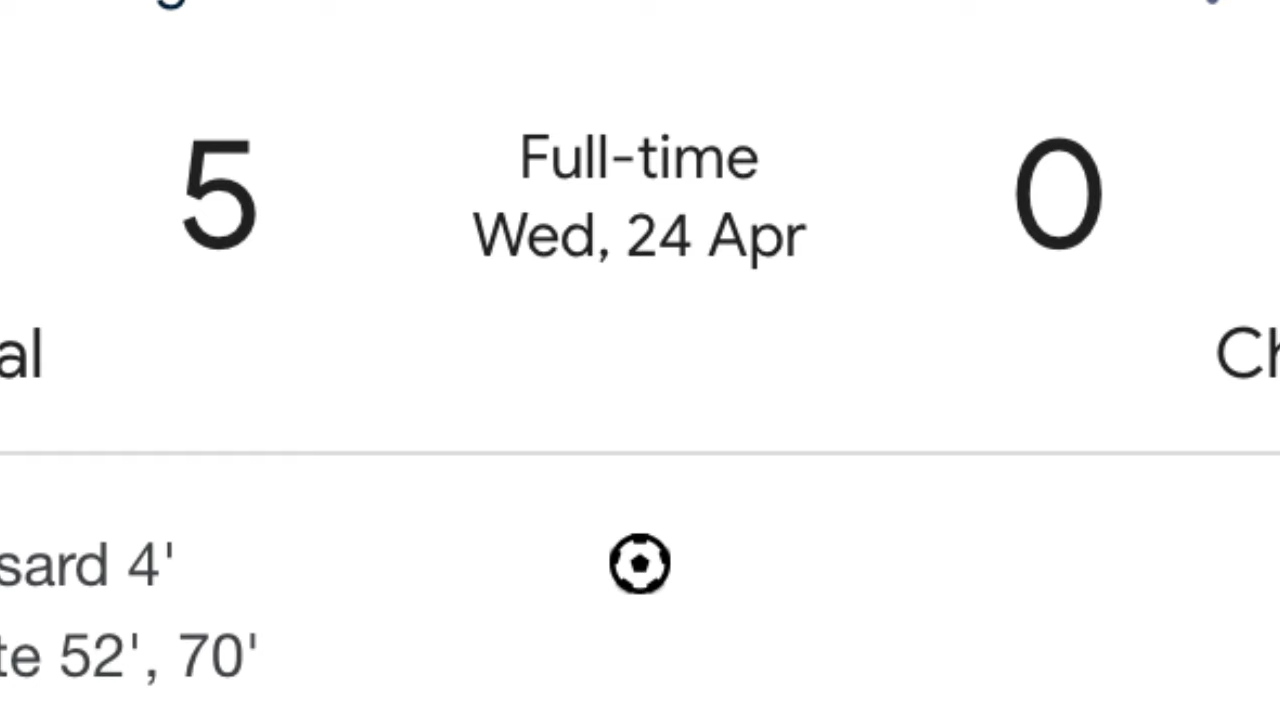 5 Full-time 0
Wed, 24 Apr
al Ch
sard 4'
te 52', 70'